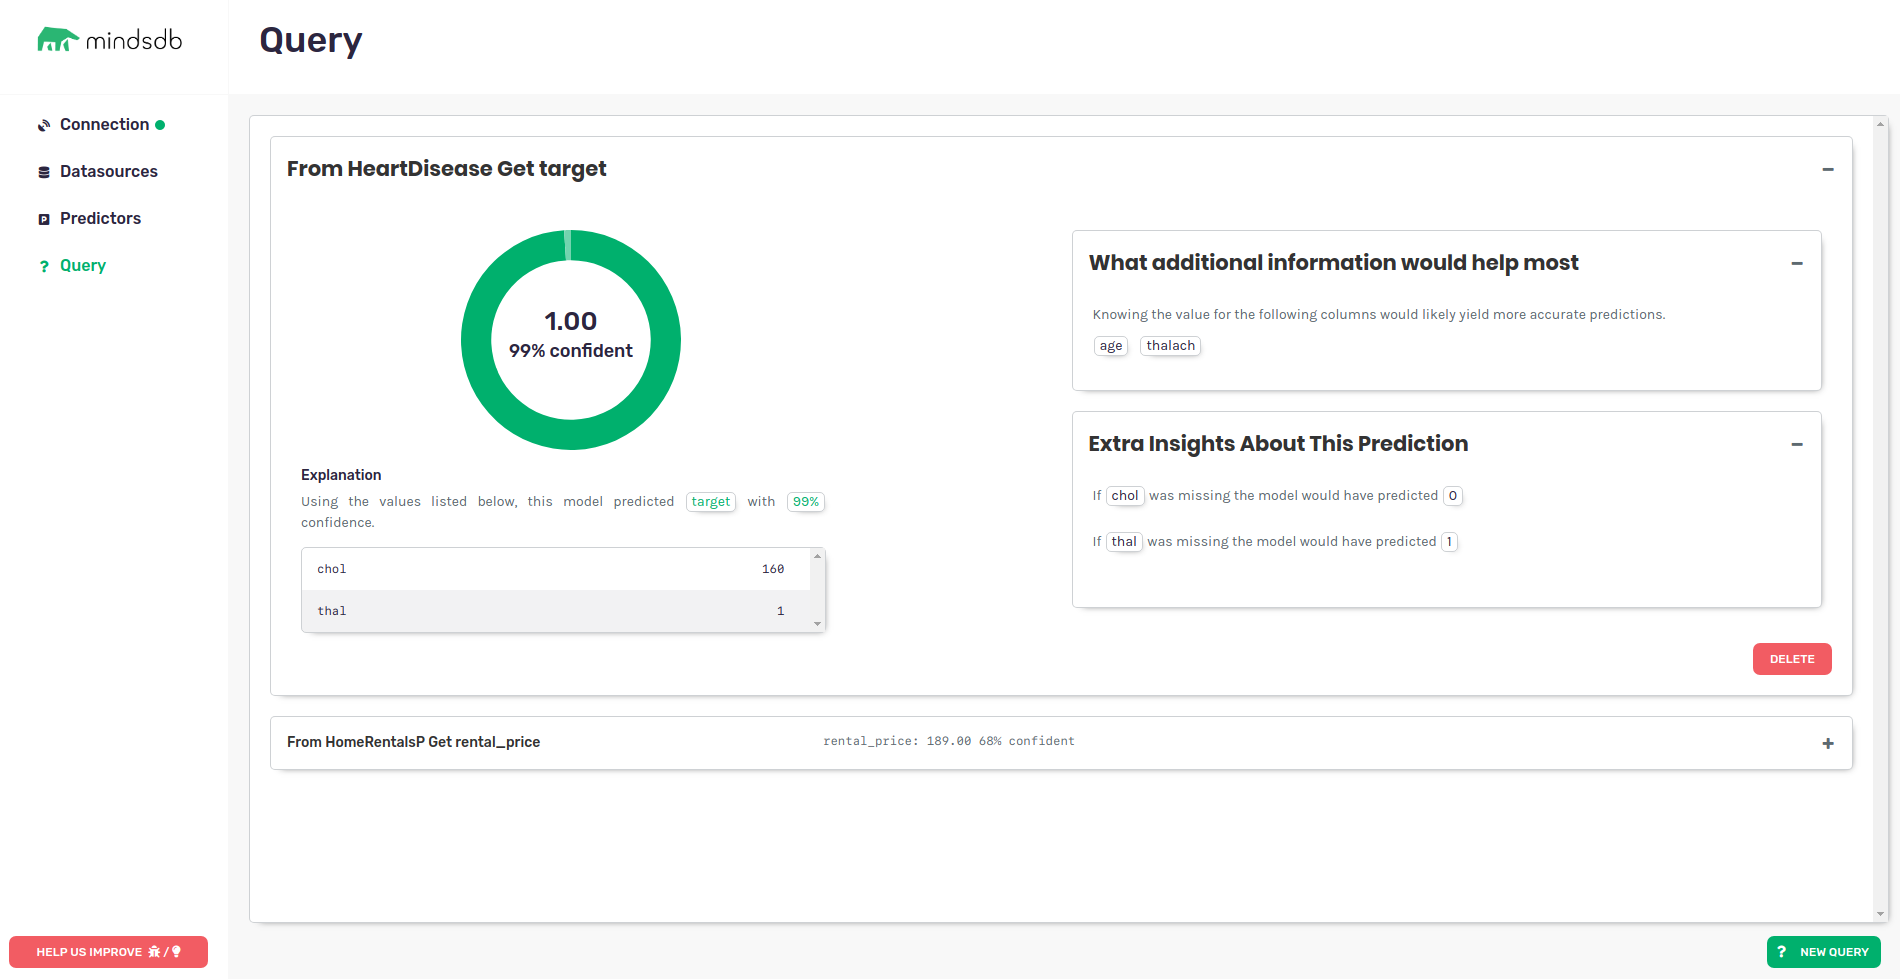 mindsdb
Query
Connection
Datasources
Predictors
? Query
From HeartDisease Get target
1.00
99% confident
Explanation
Using the values listed below, this model predicted target with 99%
confidence.
chol 160
thal 1
What additional information would help most
Knowing the value for the following columns would likely yield more accurate predictions.
age thalach
Extra Insights About This Prediction
If chol was missing the model would have predicted 0
If thal was missing the model would have predicted 1
DELETE
From HomeRentalsP Get rental_price rental_price: 189.00 68% confident
HELP US IMPROVE /
? NEW QUERY